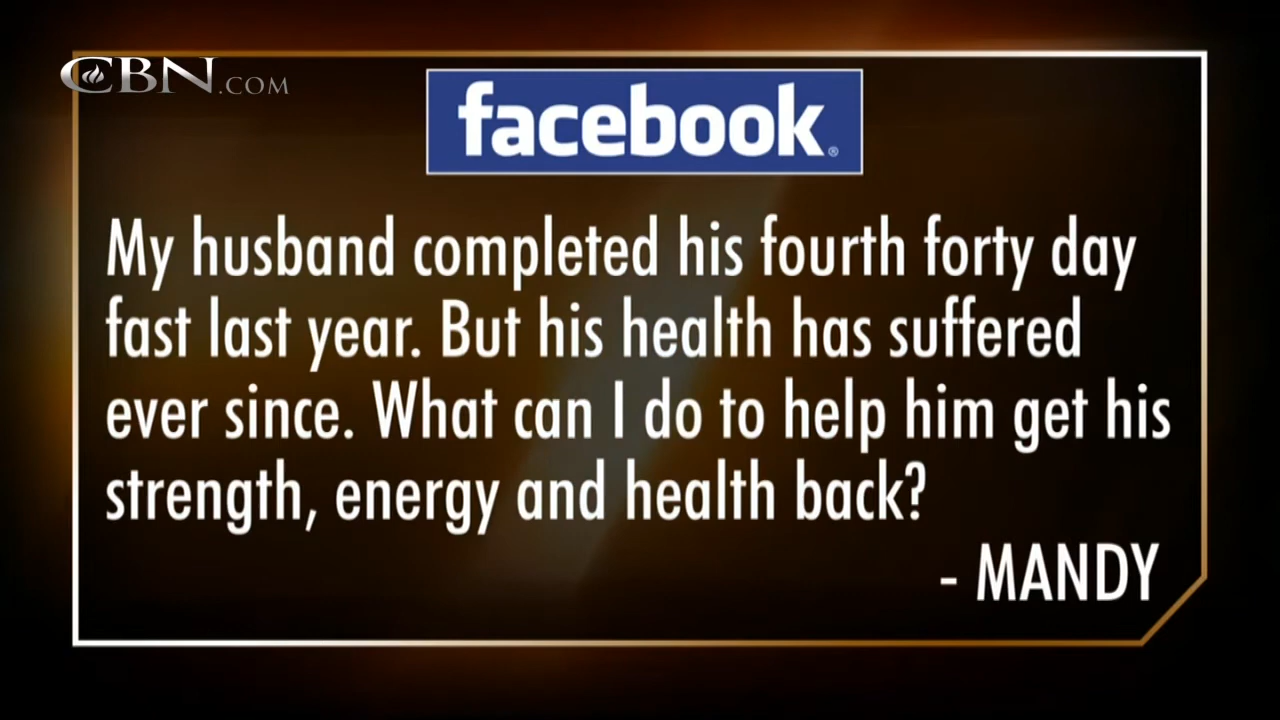 CBN.COM
facebook®
My husband completed his fourth forty day
fast last year. But his health has suffered
ever since. What can I do to help him get his
strength, energy and health back?
- MANDY